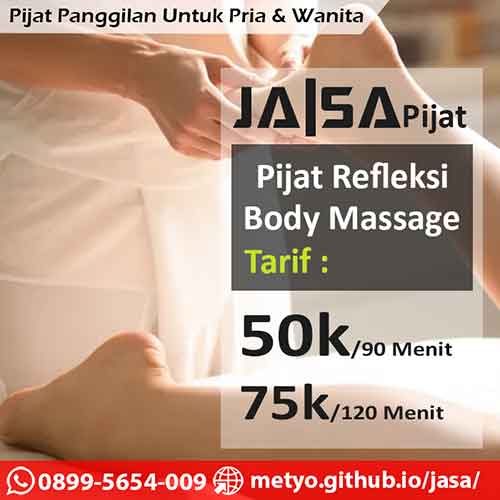 Pijat Panggilan Untuk Pria & Wanita
JA|SA Pijat
Pijat Refleksi
Body Massage
Tarif :
50k/90 Menit
75k/120 Menit
0899-5654-009 metyo.github.io/jasa/